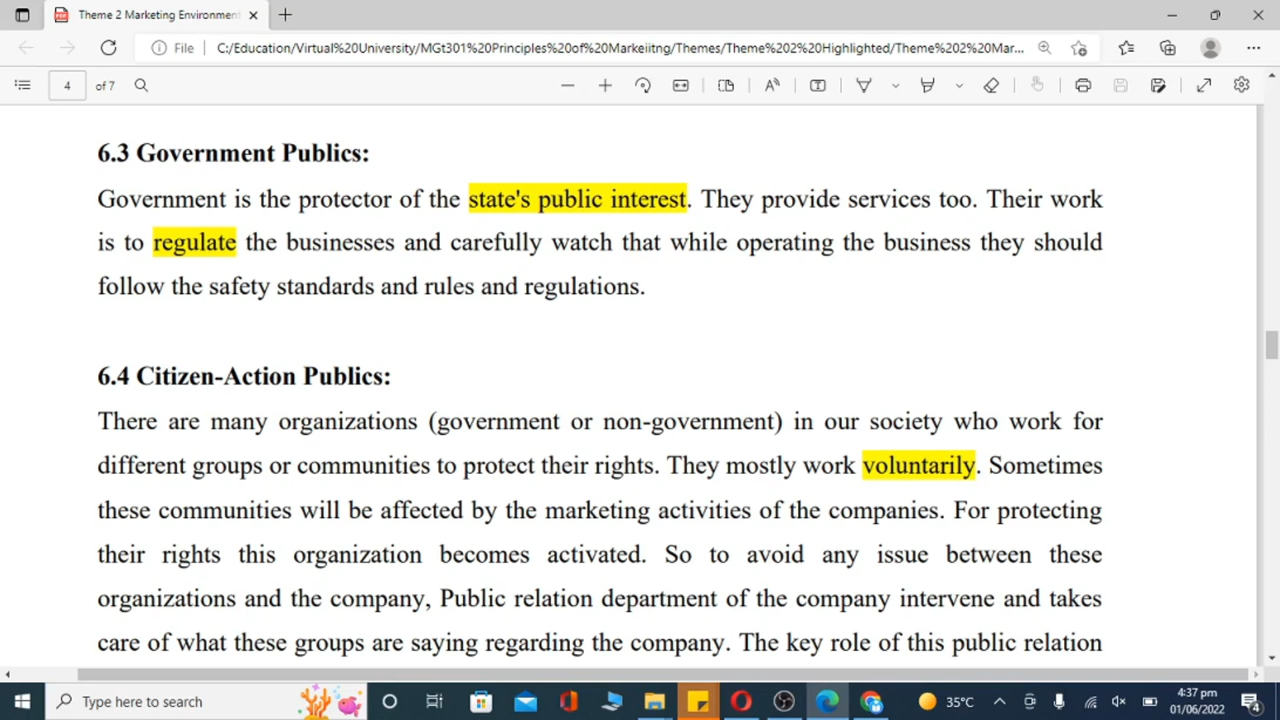 Theme 2 Marketing Environment
File
C:/Education/Virtual%20University/MGt301%20Principles%20of%20Markeiitng/Themes/Theme%202%20Highlighted/Theme%202%20Mar...
4 of 7
6.3 Government Publics:
Government is the protector of the state's public interest. They provide services too. Their work
is to regulate the businesses and carefully watch that while operating the business they should
follow the safety standards and rules and regulations.
6.4 Citizen-Action Publics:
There are many organizations (government or non-government) in our society who work for
different groups or communities to protect their rights. They mostly work voluntarily. Sometimes
these communities will be affected by the marketing activities of the companies. For protecting
their rights this organization becomes activated. So to avoid any issue between these
organizations and the company, Public relation department of the company intervene and takes
care of what these groups are saying regarding the company. The key role of this public relation
Type here to search
35°C
4:37 pm
01/06/2022
4